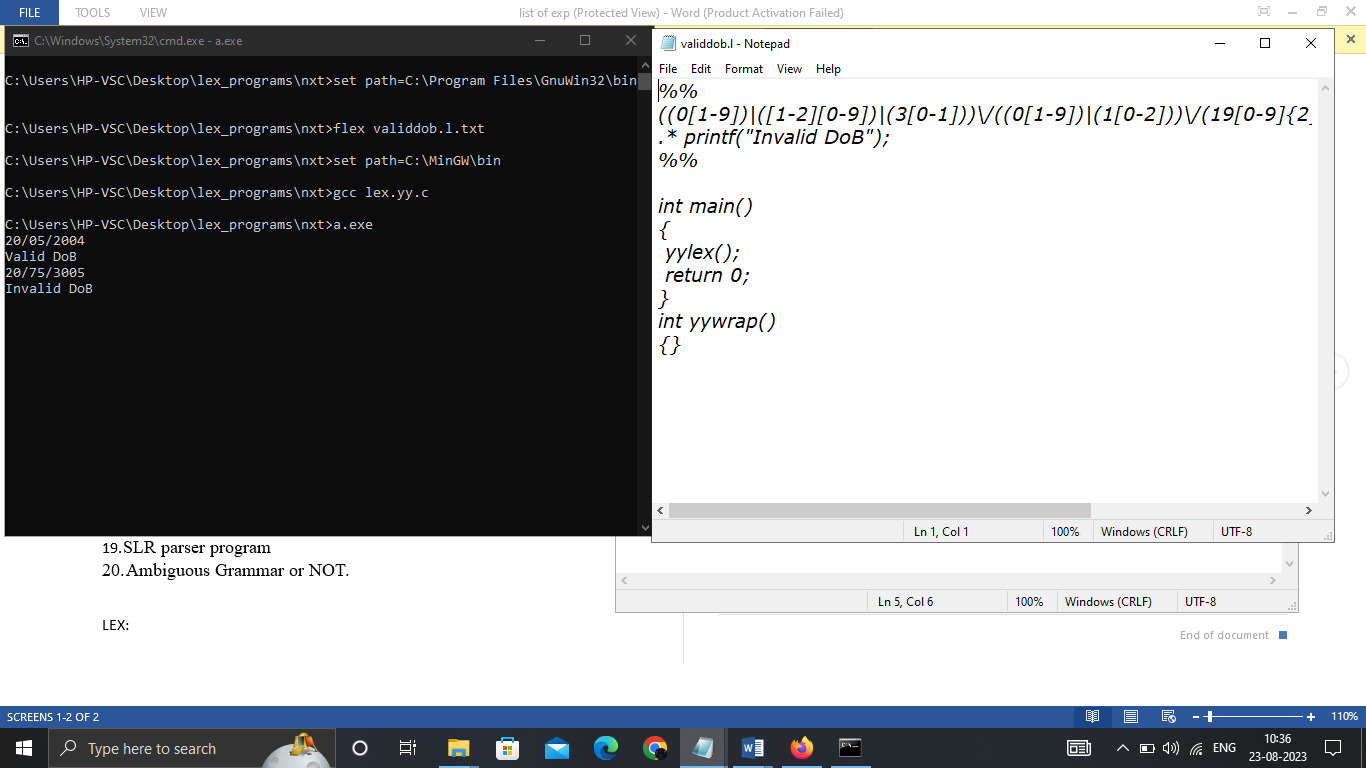 FILE TOOLS VIEW list of exp (Protected View) - Word (Product Activation Failed)
C:\Windows\System32\cmd.exe - a.exe
C:\Users\HP-VSC\Desktop\lex_programs\nxt>set path=C:\Program Files\GnuWin32\bin
C:\Users\HP-VSC\Desktop\lex_programs\nxt>flex validdob.l.txt
C:\Users\HP-VSC\Desktop\lex_programs\nxt>set path=C:\MinGW\bin
C:\Users\HP-VSC\Desktop\lex_programs\nxt>gcc lex.yy.c
C:\Users\HP-VSC\Desktop\lex_programs\nxt>a.exe
20/05/2004
Valid DoB
20/75/3005
Invalid DoB
validdob.l - Notepad
File Edit Format View Help
%%
((0[1-9])|([1-2][0-9])|(3[0-1]))\/((0[1-9])|(1[0-2]))\/(19[0-9]{2
.* printf("Invalid DoB");
%%
int main()
{
yylex();
return 0;
}
int yywrap()
{}
Ln 1, Col 1 100% Windows (CRLF) UTF-8
19.SLR parser program
20.Ambiguous Grammar or NOT.
LEX:
Ln 5, Col 6 100% Windows (CRLF) UTF-8
End of document
SCREENS 1-2 OF 2 110%
Type here to search
ENG
10:36
23-08-2023